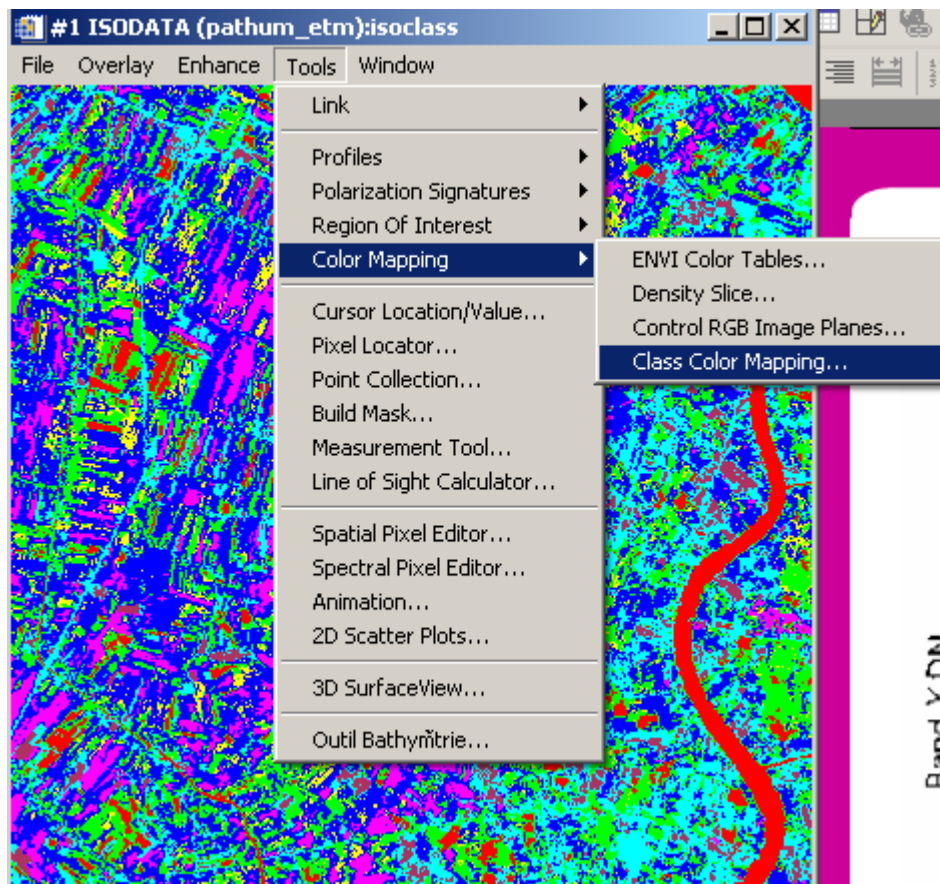 #1 ISODATA (pathum_etm):isoclass
File Overlay Enhance Tools Window
Link
Profiles
Polarization Signatures
Region Of Interest
Color Mapping
ENVI Color Tables...
Density Slice...
Control RGB Image Planes...
Class Color Mapping...
Cursor Location/Value...
Pixel Locator...
Point Collection...
Build Mask...
Measurement Tool...
Line of Sight Calculator...
Spatial Pixel Editor...
Spectral Pixel Editor...
Animation...
2D Scatter Plots...
3D SurfaceView...
Outil Bathymňtrie...
Band Y DN